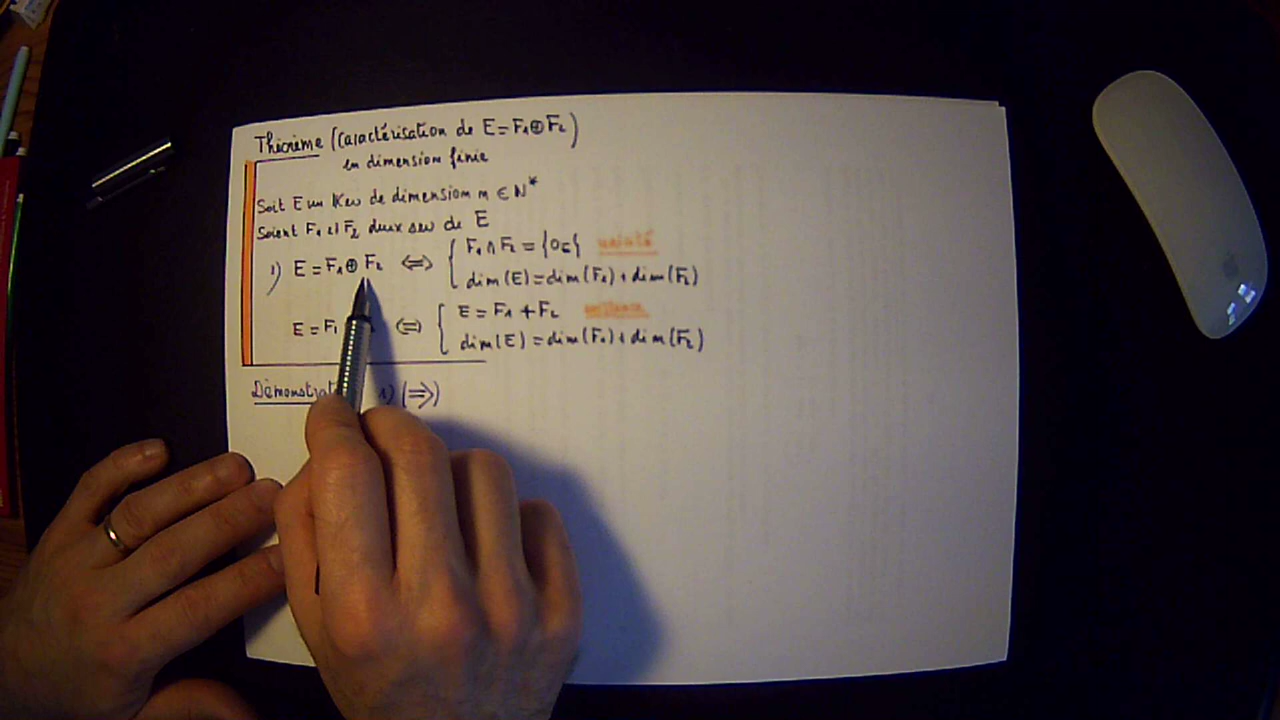 Théorème (Caractérisation de E = F₁ ⊕ F₂)
en dimension finie
Soit E un Kev de dimension n ∈ N*
Soient F₁ et F₂ deux sev de E
1) E = F₁ ⊕ F₂ ⇔ { F₁ ∩ F₂ = {0_E} unicité
dim(E) = dim(F₁) + dim(F₂)
E = F₁ ⇔ { E = F₁ + F₂ existence
dim(E) = dim(F₁) + dim(F₂)
Démonstrat 1) (⇒)